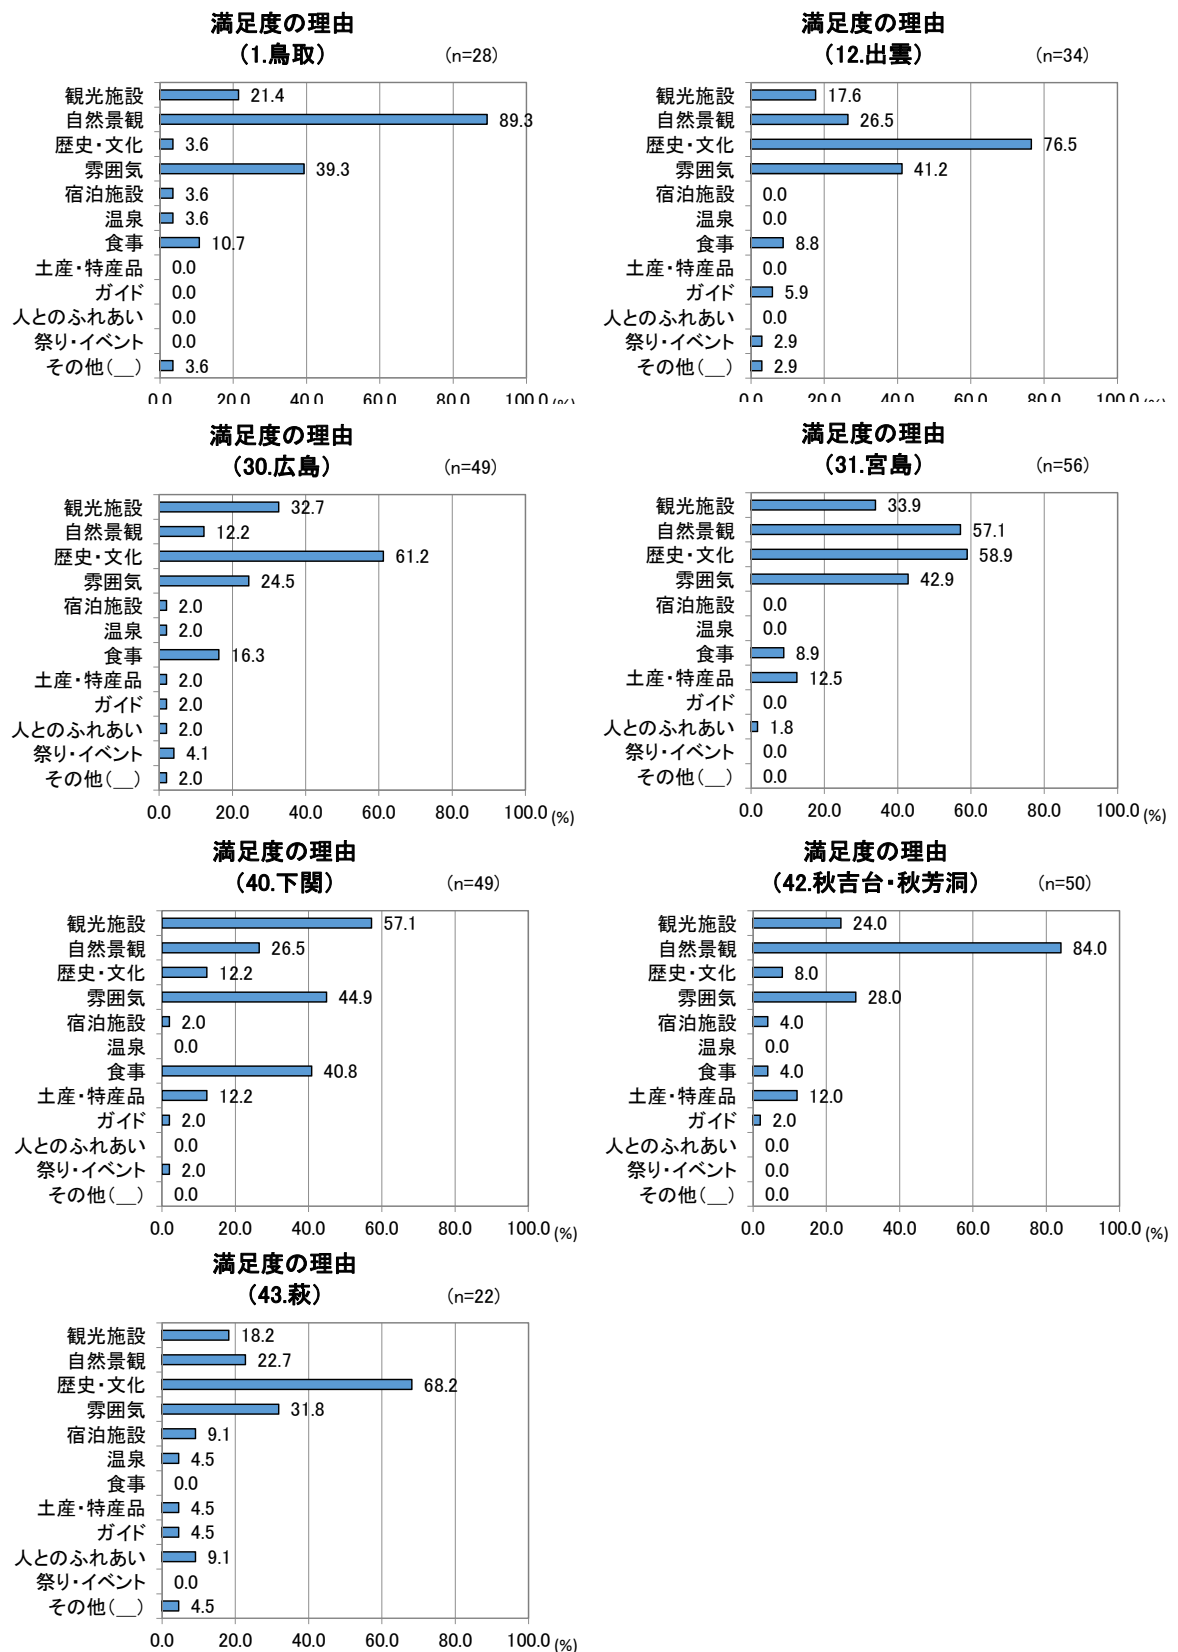 満足度の理由
（1.鳥取）
（n=28）
観光施設 21.4
自然景観 89.3
歴史・文化 3.6
雰囲気 39.3
宿泊施設 3.6
温泉 3.6
食事 10.7
土産・特産品 0.0
ガイド 0.0
人とのふれあい 0.0
祭り・イベント 0.0
その他（__） 3.6
0.0 20.0 40.0 60.0 80.0 100.0 (%)
満足度の理由
（12.出雲）
（n=34）
観光施設 17.6
自然景観 26.5
歴史・文化 76.5
雰囲気 41.2
宿泊施設 0.0
温泉 0.0
食事 8.8
土産・特産品 0.0
ガイド 5.9
人とのふれあい 0.0
祭り・イベント 2.9
その他（__） 2.9
0.0 20.0 40.0 60.0 80.0 100.0 (%)
満足度の理由
（30.広島）
（n=49）
観光施設 32.7
自然景観 12.2
歴史・文化 61.2
雰囲気 24.5
宿泊施設 2.0
温泉 2.0
食事 16.3
土産・特産品 2.0
ガイド 2.0
人とのふれあい 2.0
祭り・イベント 4.1
その他（__） 2.0
0.0 20.0 40.0 60.0 80.0 100.0 (%)
満足度の理由
（31.宮島）
（n=56）
観光施設 33.9
自然景観 57.1
歴史・文化 58.9
雰囲気 42.9
宿泊施設 0.0
温泉 0.0
食事 8.9
土産・特産品 12.5
ガイド 0.0
人とのふれあい 1.8
祭り・イベント 0.0
その他（__） 0.0
0.0 20.0 40.0 60.0 80.0 100.0 (%)
満足度の理由
（40.下関）
（n=49）
観光施設 57.1
自然景観 26.5
歴史・文化 12.2
雰囲気 44.9
宿泊施設 2.0
温泉 0.0
食事 40.8
土産・特産品 12.2
ガイド 2.0
人とのふれあい 0.0
祭り・イベント 2.0
その他（__） 0.0
0.0 20.0 40.0 60.0 80.0 100.0 (%)
満足度の理由
（42.秋吉台・秋芳洞）
（n=50）
観光施設 24.0
自然景観 84.0
歴史・文化 8.0
雰囲気 28.0
宿泊施設 4.0
温泉 0.0
食事 4.0
土産・特産品 12.0
ガイド 2.0
人とのふれあい 0.0
祭り・イベント 0.0
その他（__） 0.0
0.0 20.0 40.0 60.0 80.0 100.0 (%)
満足度の理由
（43.萩）
（n=22）
観光施設 18.2
自然景観 22.7
歴史・文化 68.2
雰囲気 31.8
宿泊施設 9.1
温泉 4.5
食事 0.0
土産・特産品 4.5
ガイド 4.5
人とのふれあい 9.1
祭り・イベント 0.0
その他（__） 4.5
0.0 20.0 40.0 60.0 80.0 100.0 (%)